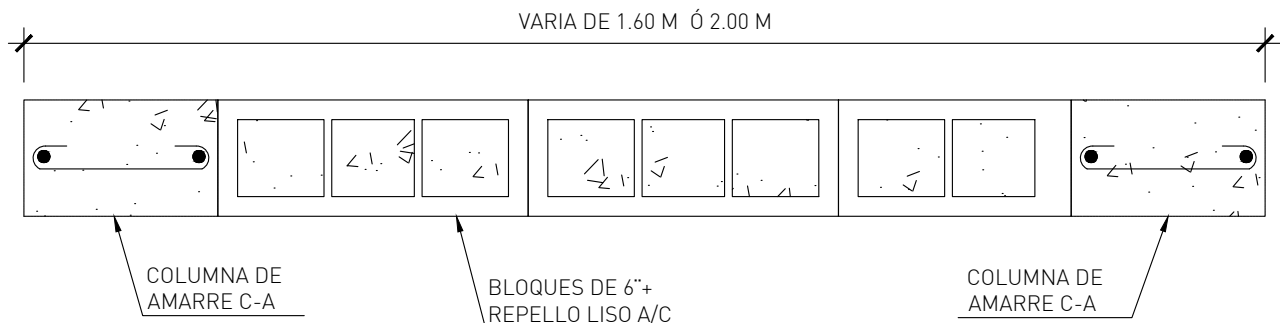 VARIA DE 1.60 M Ó 2.00 M
COLUMNA DE
AMARRE C-A
BLOQUES DE 6¨+
REPELLO LISO A/C
COLUMNA DE
AMARRE C-A